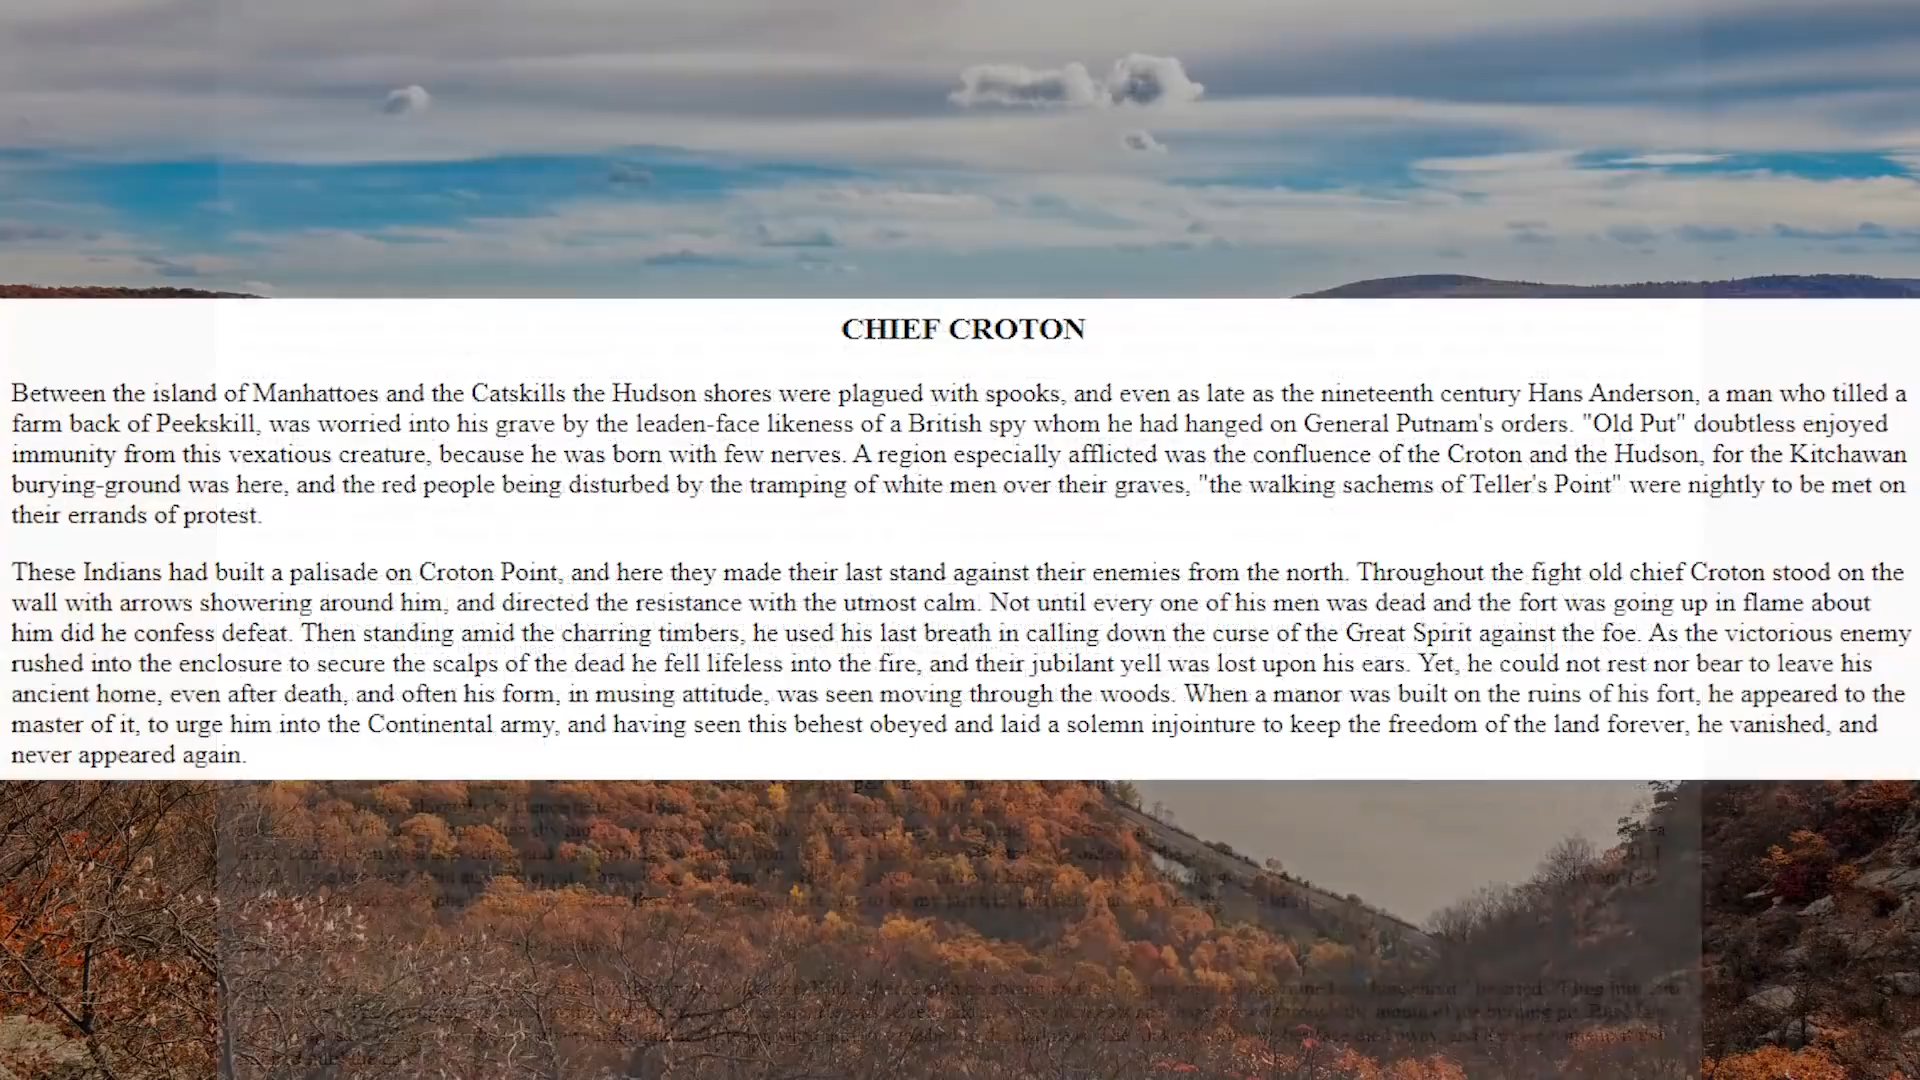 CHIEF CROTON
Between the island of Manhattoes and the Catskills the Hudson shores were plagued with spooks, and even as late as the nineteenth century Hans Anderson, a man who tilled a
farm back of Peekskill, was worried into his grave by the leaden-face likeness of a British spy whom he had hanged on General Putnam's orders. "Old Put" doubtless enjoyed
immunity from this vexatious creature, because he was born with few nerves. A region especially afflicted was the confluence of the Croton and the Hudson, for the Kitchawan
burying-ground was here, and the red people being disturbed by the tramping of white men over their graves, "the walking sachems of Teller's Point" were nightly to be met on
their errands of protest.
These Indians had built a palisade on Croton Point, and here they made their last stand against their enemies from the north. Throughout the fight old chief Croton stood on the
wall with arrows showering around him, and directed the resistance with the utmost calm. Not until every one of his men was dead and the fort was going up in flame about
him did he confess defeat. Then standing amid the charring timbers, he used his last breath in calling down the curse of the Great Spirit against the foe. As the victorious enemy
rushed into the enclosure to secure the scalps of the dead he fell lifeless into the fire, and their jubilant yell was lost upon his ears. Yet, he could not rest nor bear to leave his
ancient home, even after death, and often his form, in musing attitude, was seen moving through the woods. When a manor was built on the ruins of his fort, he appeared to the
master of it, to urge him into the Continental army, and having seen this behest obeyed and laid a solemn injointure to keep the freedom of the land forever, he vanished, and
never appeared again.